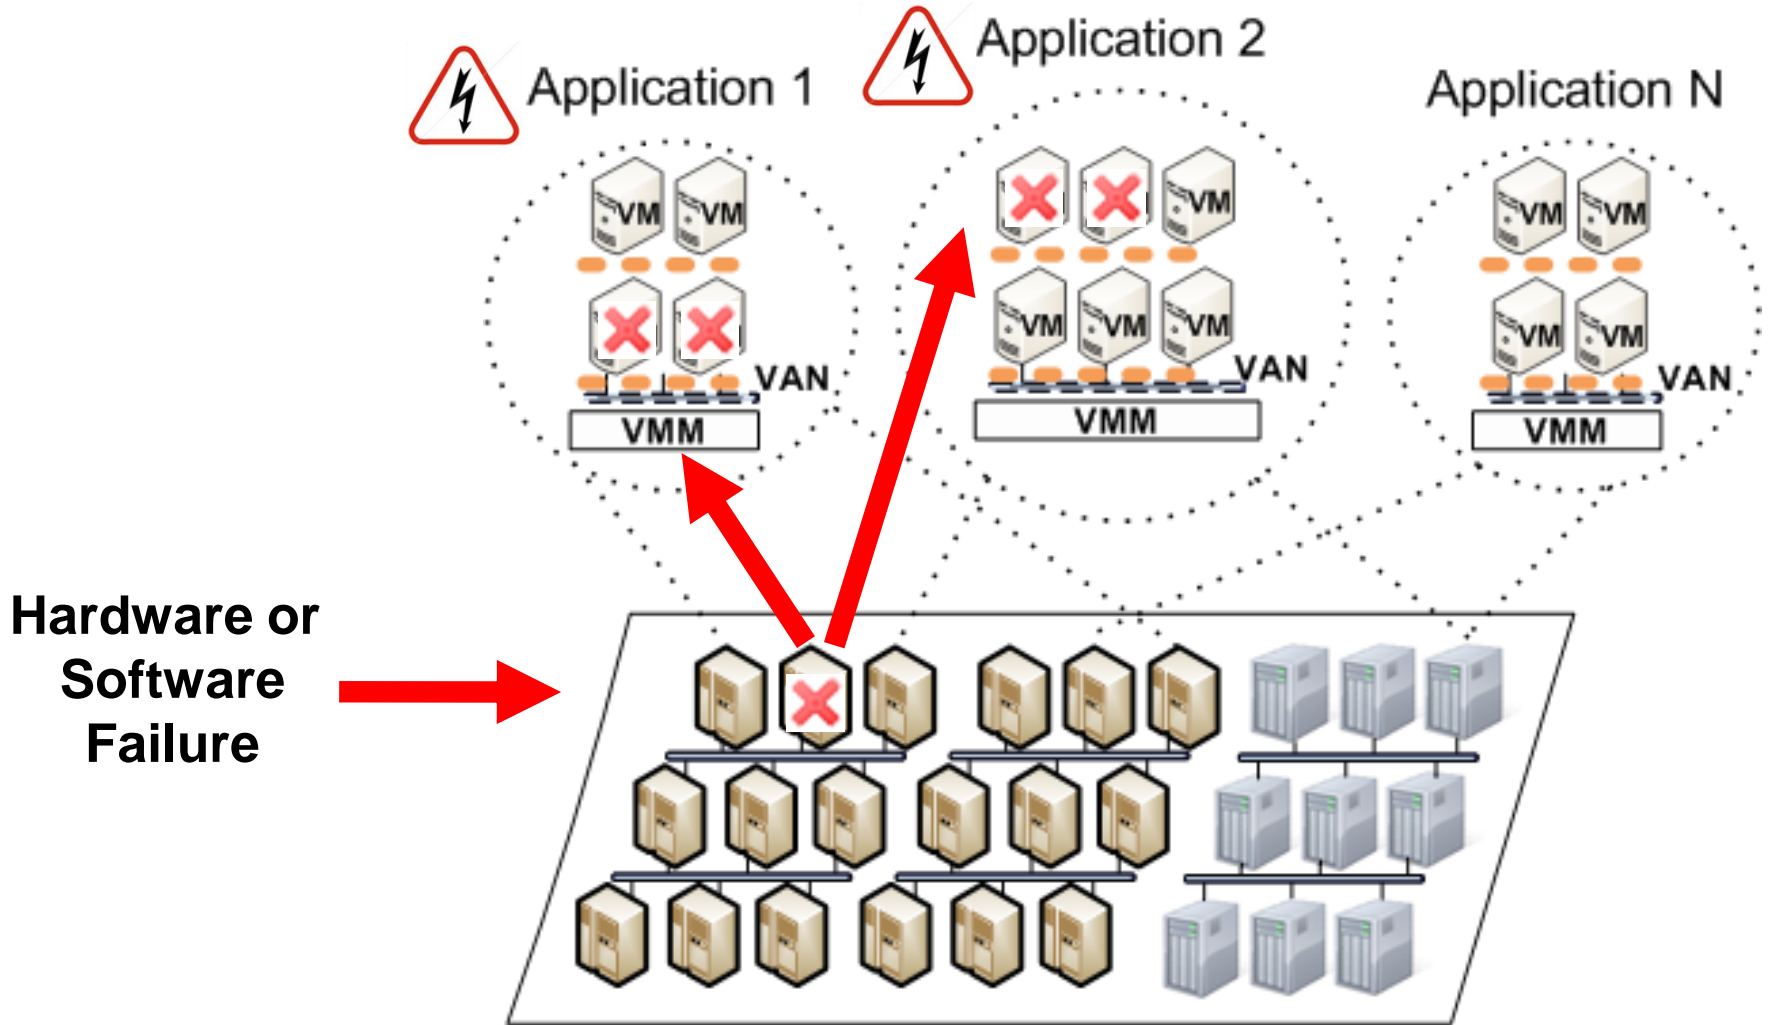 Application 1
Application 2
Application N
VM VM
VAN
VMM
VM
VM VM VM
VAN
VMM
VM VM
VM VM
VAN
VMM
Hardware or
Software
Failure